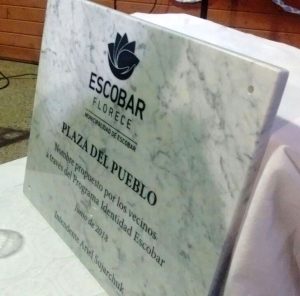 ESCOBAR
FLORECE
MUNICIPALIDAD DE ESCOBAR
PLAZA DEL PUEBLO
Nombre propuesto por los vecinos
a través del Programa Identidad Escobar
Junio de 2018
Intendente Ariel Sujarchuk